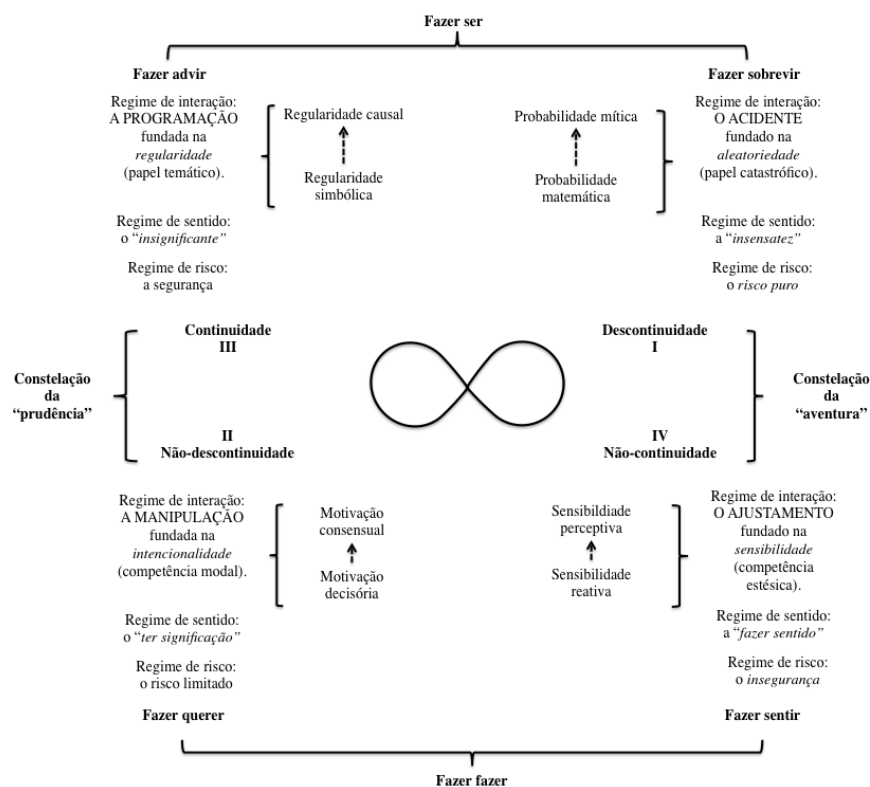 Fazer ser
Fazer advir
Regime de interação:
A PROGRAMAÇÃO
fundada na
regularidade
(papel temático).
Regularidade causal
Regularidade
simbólica
Regime de sentido:
o “insignificante”
Regime de risco:
a segurança
Fazer sobrevir
Probabilidade mítica
Probabilidade
matemática
Regime de interação:
O ACIDENTE
fundado na
aleatoriedade
(papel catastrófico).
Regime de sentido:
a “insensatez”
Regime de risco:
o risco puro
Continuidade
III
Descontinuidade
I
Constelação
da
“prudência”
Constelação
da
“aventura”
II
Não-descontinuidade
IV
Não-continuidade
Regime de interação:
A MANIPULAÇÃO
fundada na
intencionalidade
(competência modal).
Motivação
consensual
Motivação
decisória
Regime de sentido:
o “ter significação”
Regime de risco:
o risco limitado
Fazer querer
Sensibildiade
perceptiva
Sensibilidade
reativa
Regime de interação:
O AJUSTAMENTO
fundado na
sensibilidade
(competência
estésica).
Regime de sentido:
a “fazer sentido”
Regime de risco:
o insegurança
Fazer sentir
Fazer fazer